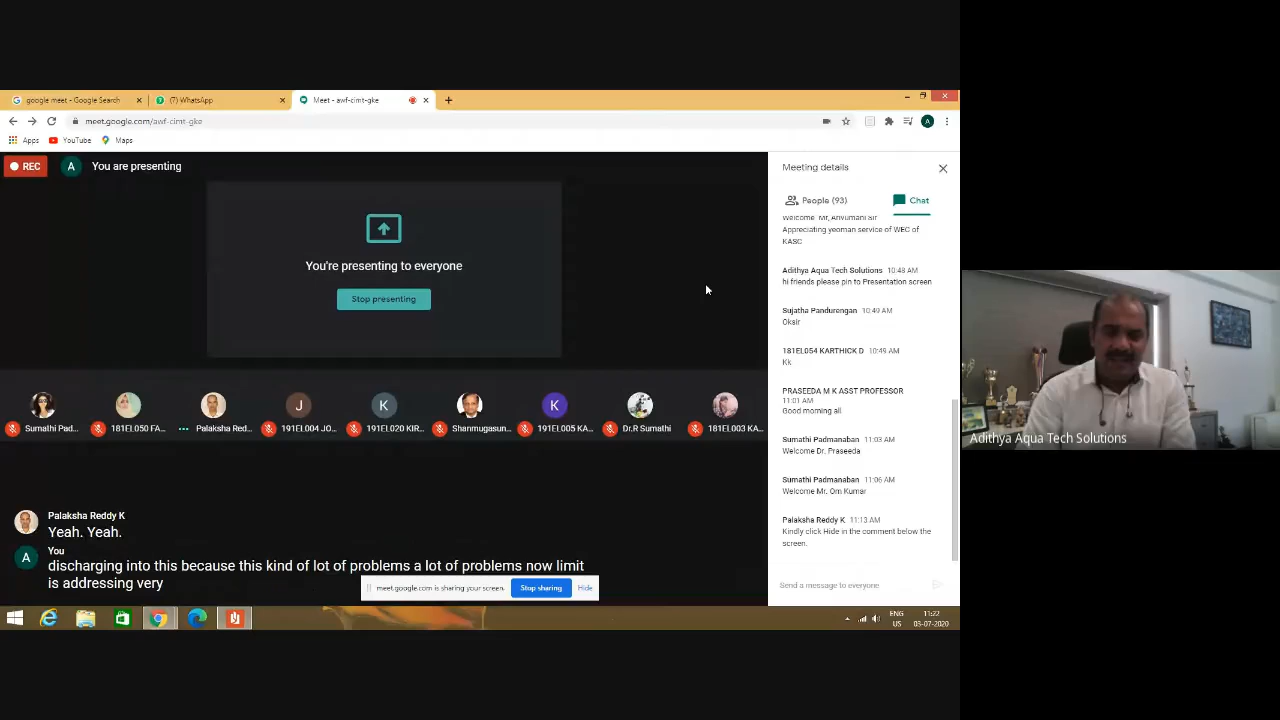 google meet - Google Search
(7) WhatsApp
Meet - awf-cimt-gke
meet.google.com/awf-cimt-gke
A
Apps
YouTube
Maps
REC
A
You are presenting
You're presenting to everyone
Stop presenting
Meeting details
People (93)
Chat
Welcome Mr, Arivumani Sir
Appreciating yeoman service of WEC of
KASC
Adithya Aqua Tech Solutions 10:48 AM
hi friends please pin to Presentation screen
Sujatha Pandurengan 10:49 AM
Oksir
181EL054 KARTHICK D 10:49 AM
Kk
PRASEEDA M K ASST PROFESSOR
11:01 AM
Good morning all
Sumathi Padmanaban 11:03 AM
Welcome Dr. Praseeda
Sumathi Padmanaban 11:06 AM
Welcome Mr. Om Kumar
Palaksha Reddy K 11:13 AM
Kindly click Hide in the comment below the
screen.
Send a message to everyone
J
K
K
Sumathi Pad...
181EL050 FA...
Palaksha Red...
191EL004 JO...
191EL020 KIR...
Shanmugasun...
191EL005 KA...
Dr.R Sumathi
181EL003 KA...
Palaksha Reddy K
Yeah. Yeah.
A
You
discharging into this because this kind of lot of problems a lot of problems now limit
is addressing very
meet.google.com is sharing your screen.
Stop sharing
Hide
ENG
US
11:22
03-07-2020
Adithya Aqua Tech Solutions